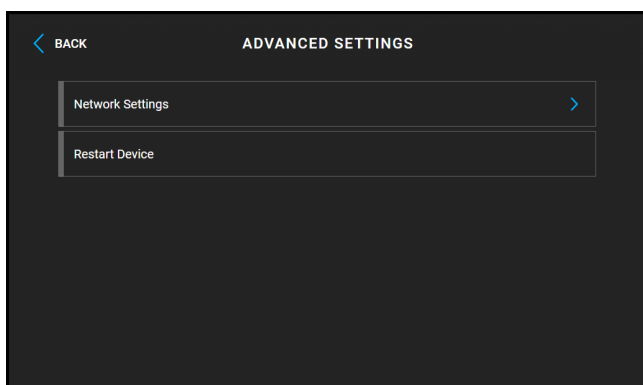 BACK
ADVANCED SETTINGS
Network Settings
Restart Device